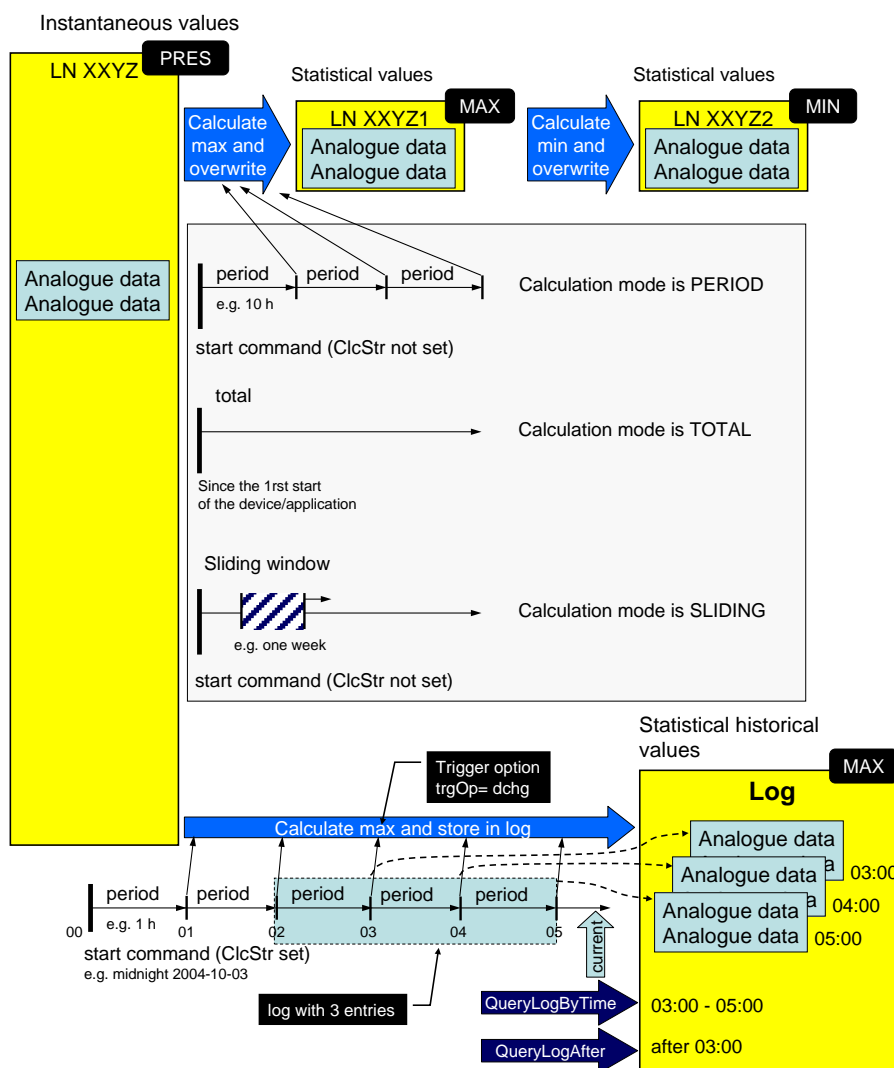 Instantaneous values
PRES
LN XXYZ
Statistical values
Statistical values
MAX
MIN
Calculate
max and
overwrite
LN XXYZ1
Analogue data
Analogue data
Calculate
min and
overwrite
LN XXYZ2
Analogue data
Analogue data
Analogue data
Analogue data
period
period
period
e.g. 10 h
Calculation mode is PERIOD
start command (ClcStr not set)
total
Calculation mode is TOTAL
Since the 1rst start
of the device/application
Sliding window
Calculation mode is SLIDING
e.g. one week
start command (ClcStr not set)
Statistical historical
values
MAX
Trigger option
trgOp= dchg
Log
Calculate max and store in log
Analogue data
03:00
Analogue data
04:00
Analogue data
Analogue data
05:00
period
period
period
period
period
e.g. 1 h
00
01
02
03
04
05
start command (ClcStr set)
e.g. midnight 2004-10-03
current
log with 3 entries
QueryLogByTime
03:00 - 05:00
QueryLogAfter
after 03:00